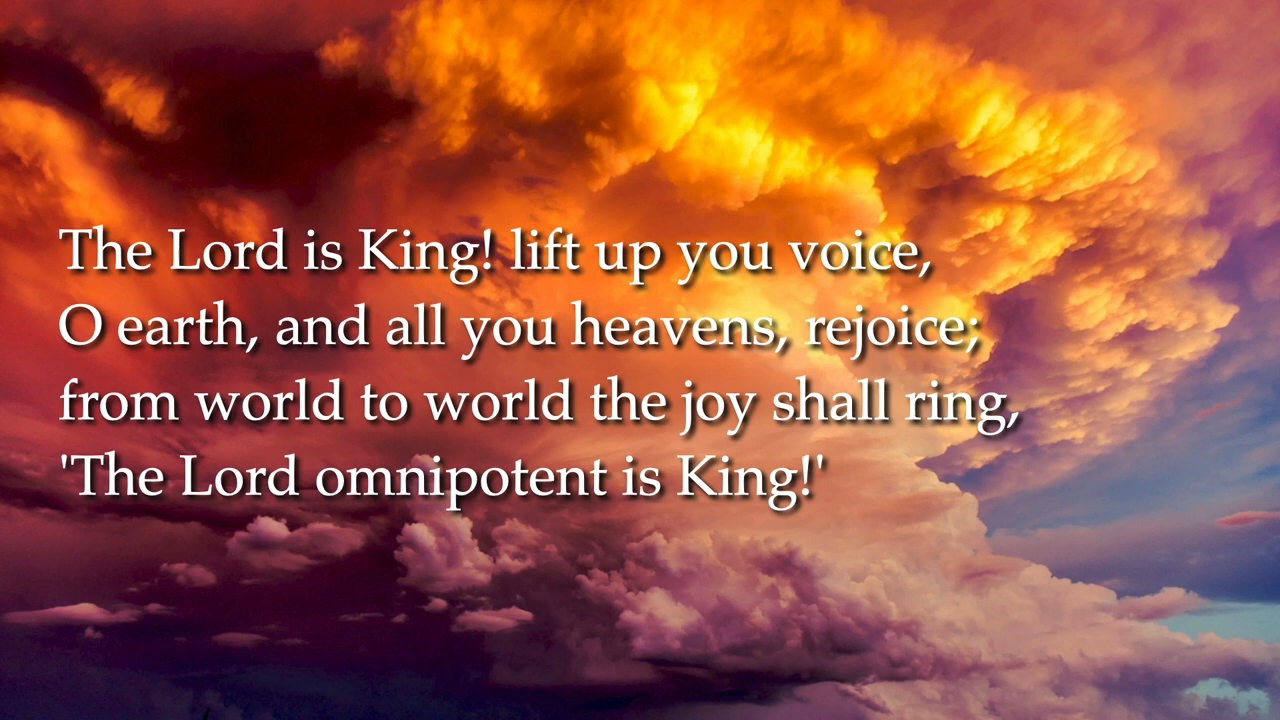 The Lord is King! lift up you voice,
O earth, and all you heavens, rejoice;
from world to world the joy shall ring,
'The Lord omnipotent is King!'